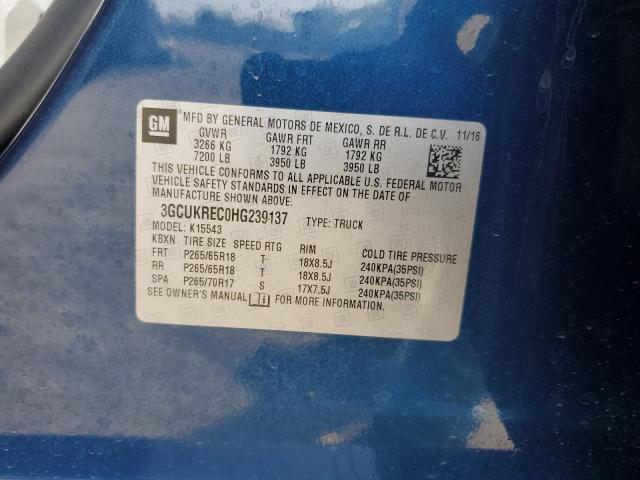 GM
MFD BY GENERAL MOTORS DE MEXICO, S. DE R.L. DE C.V. 11/16
GVWR GAWR FRT GAWR RR
3266 KG 1792 KG 1792 KG
7200 LB 3950 LB 3950 LB
THIS VEHICLE CONFORMS TO ALL APPLICABLE U.S. FEDERAL MOTOR
VEHICLE SAFETY STANDARDS IN EFFECT ON THE DATE OF
MANUFACTURE SHOWN ABOVE.
3GCUKREC0HG239137 TYPE: TRUCK
MODEL: K15543
KBXN TIRE SIZE SPEED RTG RIM COLD TIRE PRESSURE
FRT P265/65R18 T 18X8.5J 240KPA(35PSI)
RR P265/65R18 T 18X8.5J 240KPA(35PSI)
SPA P265/70R17 S 17X7.5J 240KPA(35PSI)
SEE OWNER'S MANUAL FOR MORE INFORMATION.